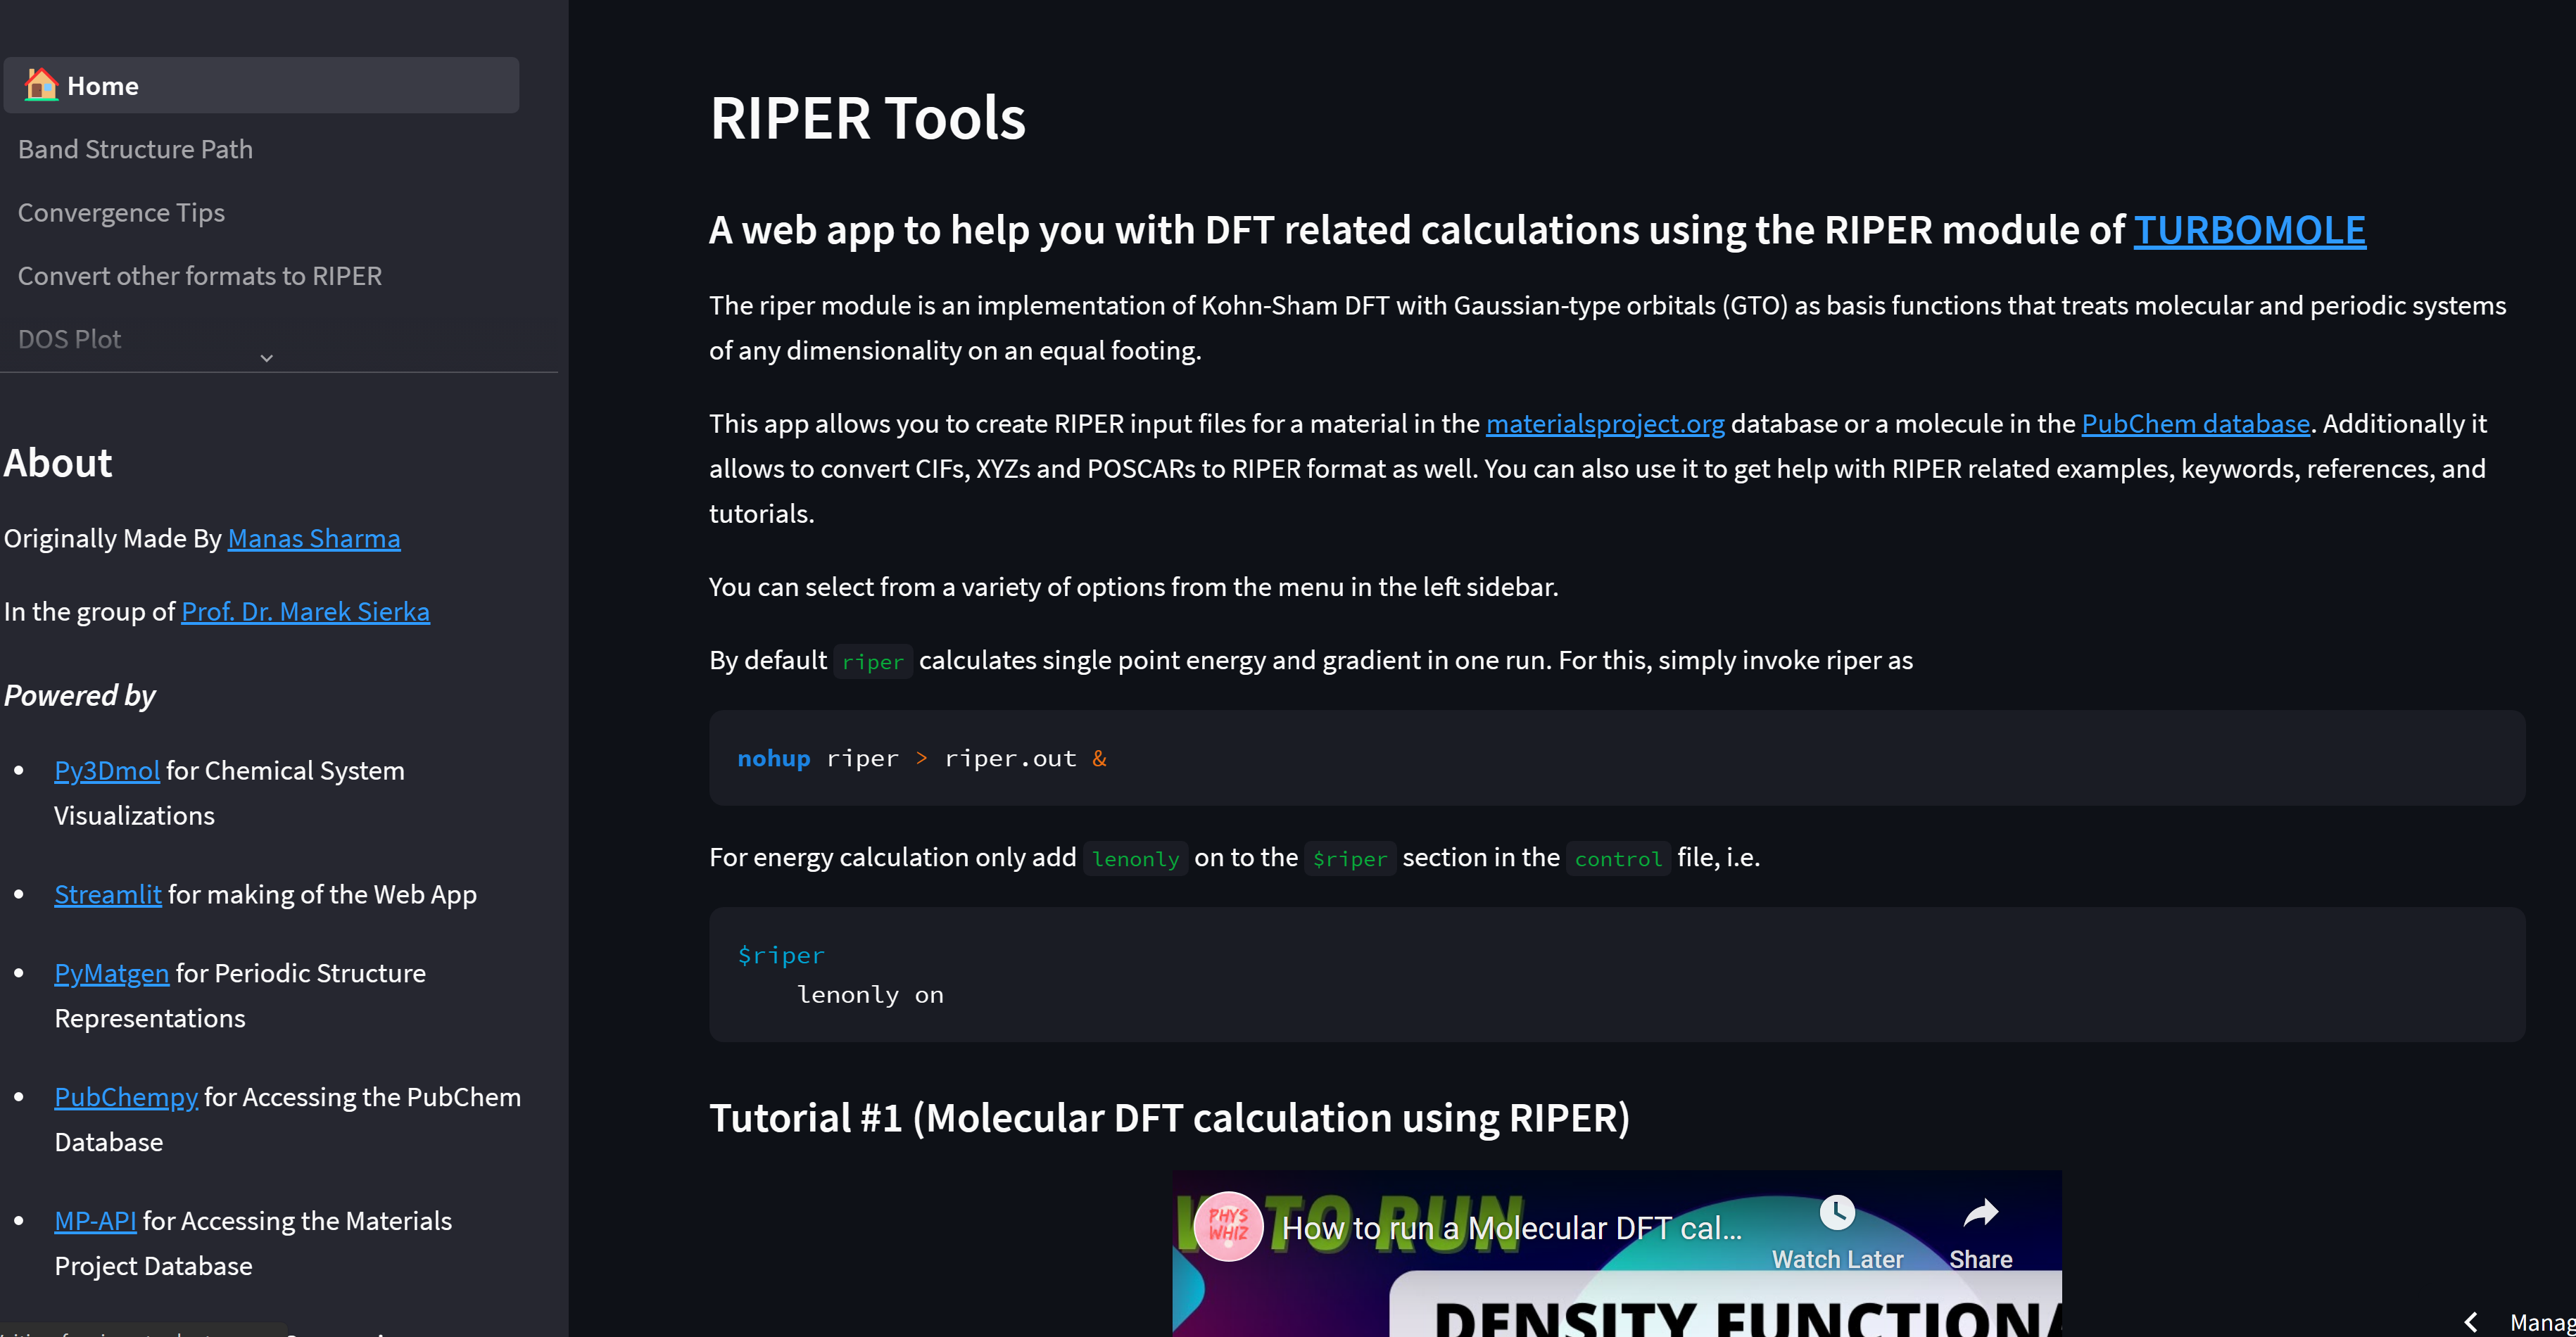 🏠 Home
Band Structure Path
Convergence Tips
Convert other formats to RIPER
DOS Plot
About
Originally Made By Manas Sharma
In the group of Prof. Dr. Marek Sierka
Powered by
Py3Dmol for Chemical System
Visualizations
Streamlit for making of the Web App
PyMatgen for Periodic Structure
Representations
PubChempy for Accessing the PubChem
Database
MP-API for Accessing the Materials
Project Database
RIPER Tools
A web app to help you with DFT related calculations using the RIPER module of TURBOMOLE
The riper module is an implementation of Kohn-Sham DFT with Gaussian-type orbitals (GTO) as basis functions that treats molecular and periodic systems
of any dimensionality on an equal footing.
This app allows you to create RIPER input files for a material in the materialsproject.org database or a molecule in the PubChem database. Additionally it
allows to convert CIFs, XYZs and POSCARs to RIPER format as well. You can also use it to get help with RIPER related examples, keywords, references, and
tutorials.
You can select from a variety of options from the menu in the left sidebar.
By default riper calculates single point energy and gradient in one run. For this, simply invoke riper as
nohup riper > riper.out &
For energy calculation only add lenonly on to the $riper section in the control file, i.e.
$riper
lenonly on
Tutorial #1 (Molecular DFT calculation using RIPER)
TO RUN
PHYS
WHIZ
How to run a Molecular DFT cal...
Watch Later
Share
DENSITY FUNCTIONA
Manag